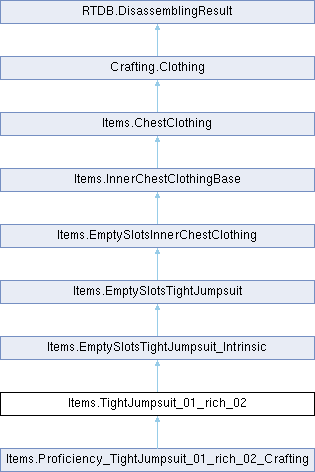 RTDB.DisassemblingResult
Crafting.Clothing
Items.ChestClothing
Items.InnerChestClothingBase
Items.EmptySlotsInnerChestClothing
Items.EmptySlotsTightJumpsuit
Items.EmptySlotsTightJumpsuit_Intrinsic
Items.TightJumpsuit_01_rich_02
Items.Proficiency_TightJumpsuit_01_rich_02_Crafting